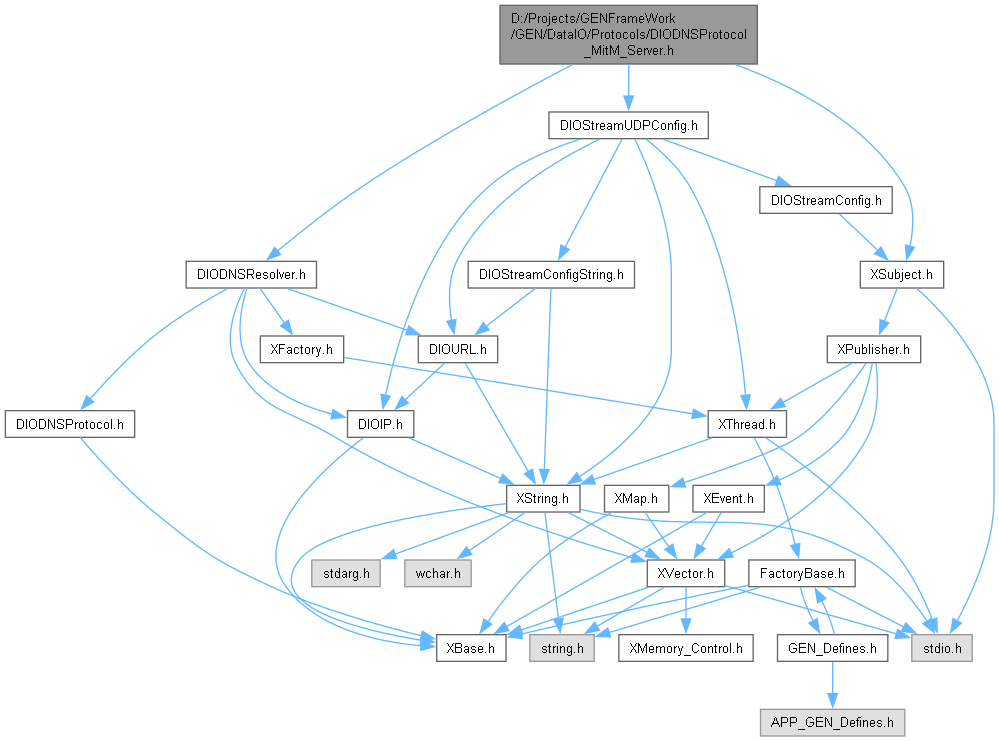 D:/Projects/GENFrameWork
/GEN/DataIO/Protocols/DIODNSProtocol
_MitM_Server.h
DIOStreamUDPConfig.h
DIOStreamConfig.h
DIODNSResolver.h
DIOStreamConfigString.h
XSubject.h
XFactory.h
DIOURL.h
XPublisher.h
DIODNSProtocol.h
DIOIP.h
XThread.h
XString.h
XMap.h
XEvent.h
stdarg.h
wchar.h
XVector.h
FactoryBase.h
XBase.h
string.h
XMemory_Control.h
GEN_Defines.h
stdio.h
APP_GEN_Defines.h